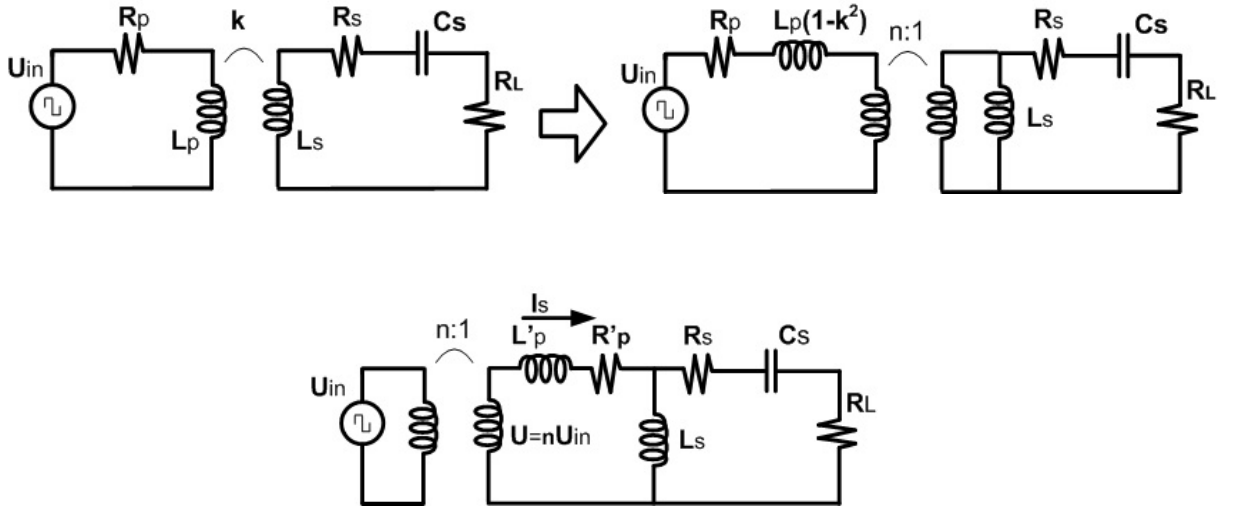 Rp
k
Rs
Cs
Uin
Lp
Ls
RL
Rp
Lp(1-k²)
n:1
Rs
Cs
Uin
Ls
RL
Is
n:1
L'p
R'p
Rs
Cs
Uin
U=nUin
Ls
RL